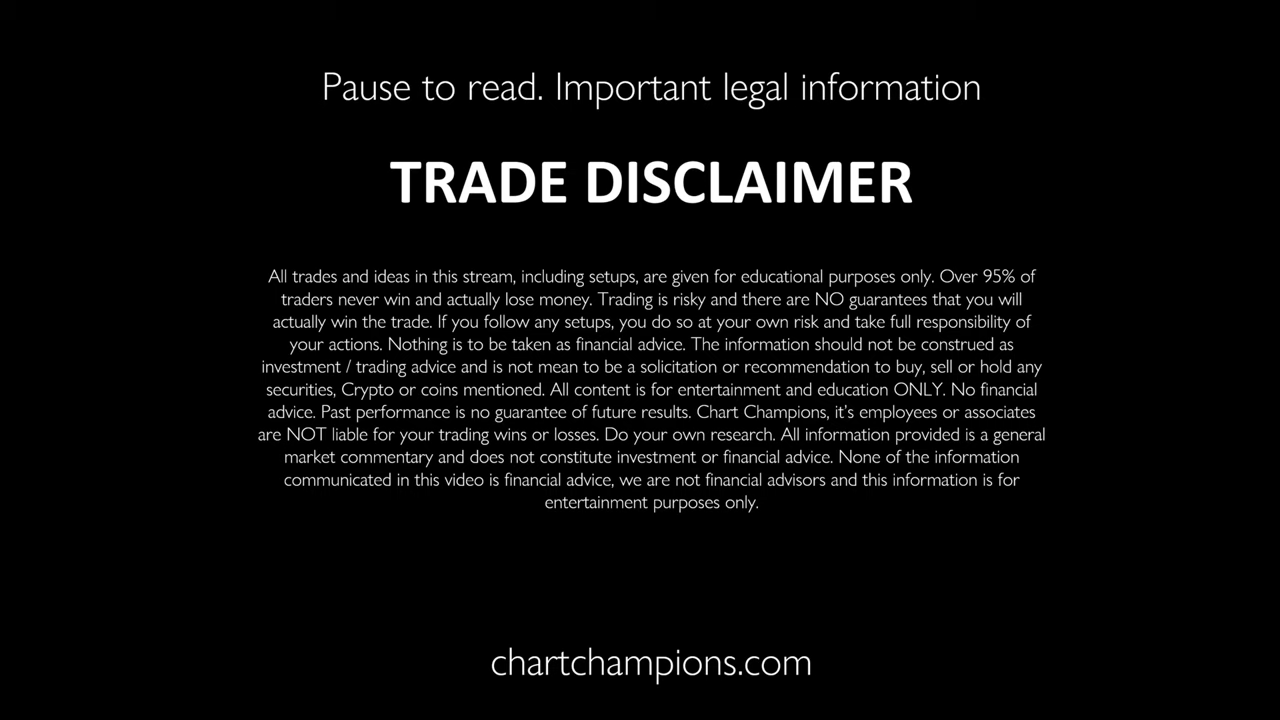 Pause to read. Important legal information
TRADE DISCLAIMER
All trades and ideas in this stream, including setups, are given for educational purposes only. Over 95% of
traders never win and actually lose money. Trading is risky and there are NO guarantees that you will
actually win the trade. If you follow any setups, you do so at your own risk and take full responsibility of
your actions. Nothing is to be taken as financial advice. The information should not be construed as
investment / trading advice and is not mean to be a solicitation or recommendation to buy, sell or hold any
securities, Crypto or coins mentioned. All content is for entertainment and education ONLY. No financial
advice. Past performance is no guarantee of future results. Chart Champions, it's employees or associates
are NOT liable for your trading wins or losses. Do your own research. All information provided is a general
market commentary and does not constitute investment or financial advice. None of the information
communicated in this video is financial advice, we are not financial advisors and this information is for
entertainment purposes only.
chartchampions.com